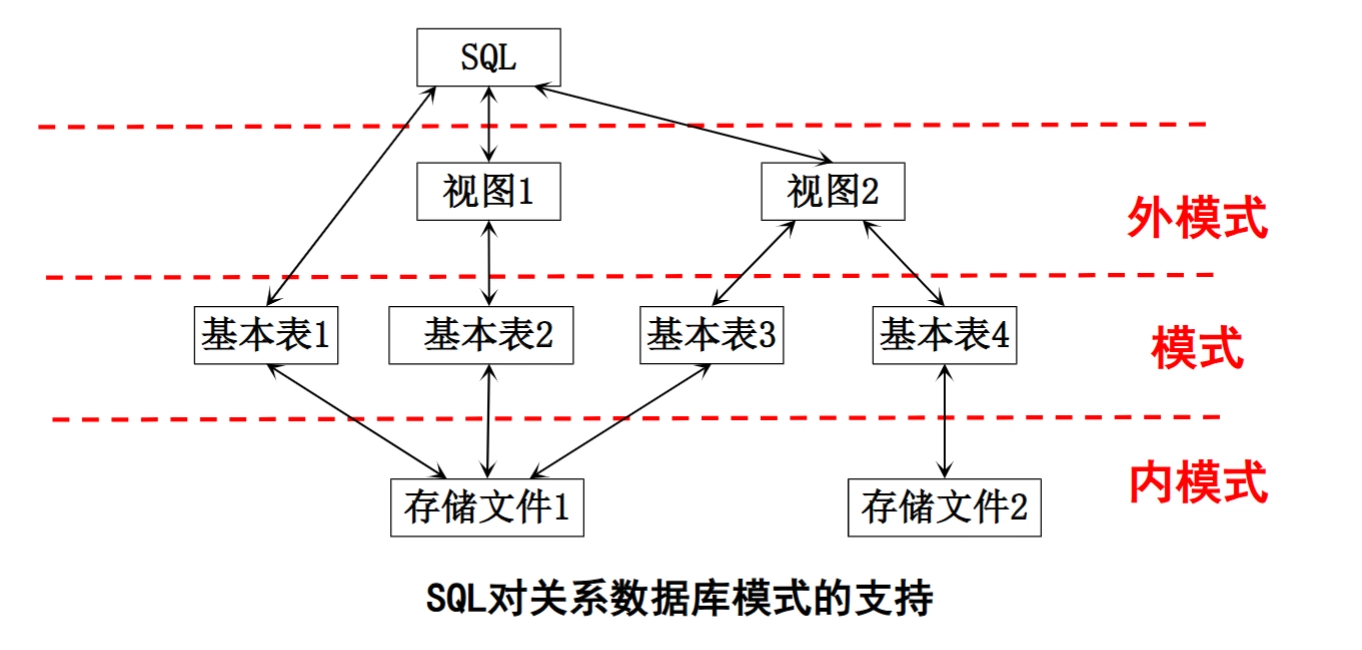 SQL
视图1
视图2
外模式
基本表1
基本表2
基本表3
基本表4
模式
存储文件1
存储文件2
内模式
SQL对关系数据库模式的支持